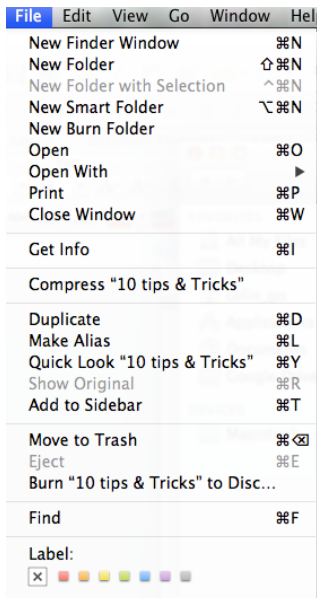 File Edit View Go Window Hel
New Finder Window ⌘N
New Folder ⇧⌘N
New Folder with Selection ^⌘N
New Smart Folder ⌥⌘N
New Burn Folder
Open ⌘O
Open With ▶
Print ⌘P
Close Window ⌘W
Get Info ⌘I
Compress “10 tips & Tricks”
Duplicate ⌘D
Make Alias ⌘L
Quick Look “10 tips & Tricks” ⌘Y
Show Original ⌘R
Add to Sidebar ⌘T
Move to Trash ⌘⌫
Eject ⌘E
Burn “10 tips & Tricks” to Disc...
Find ⌘F
Label: